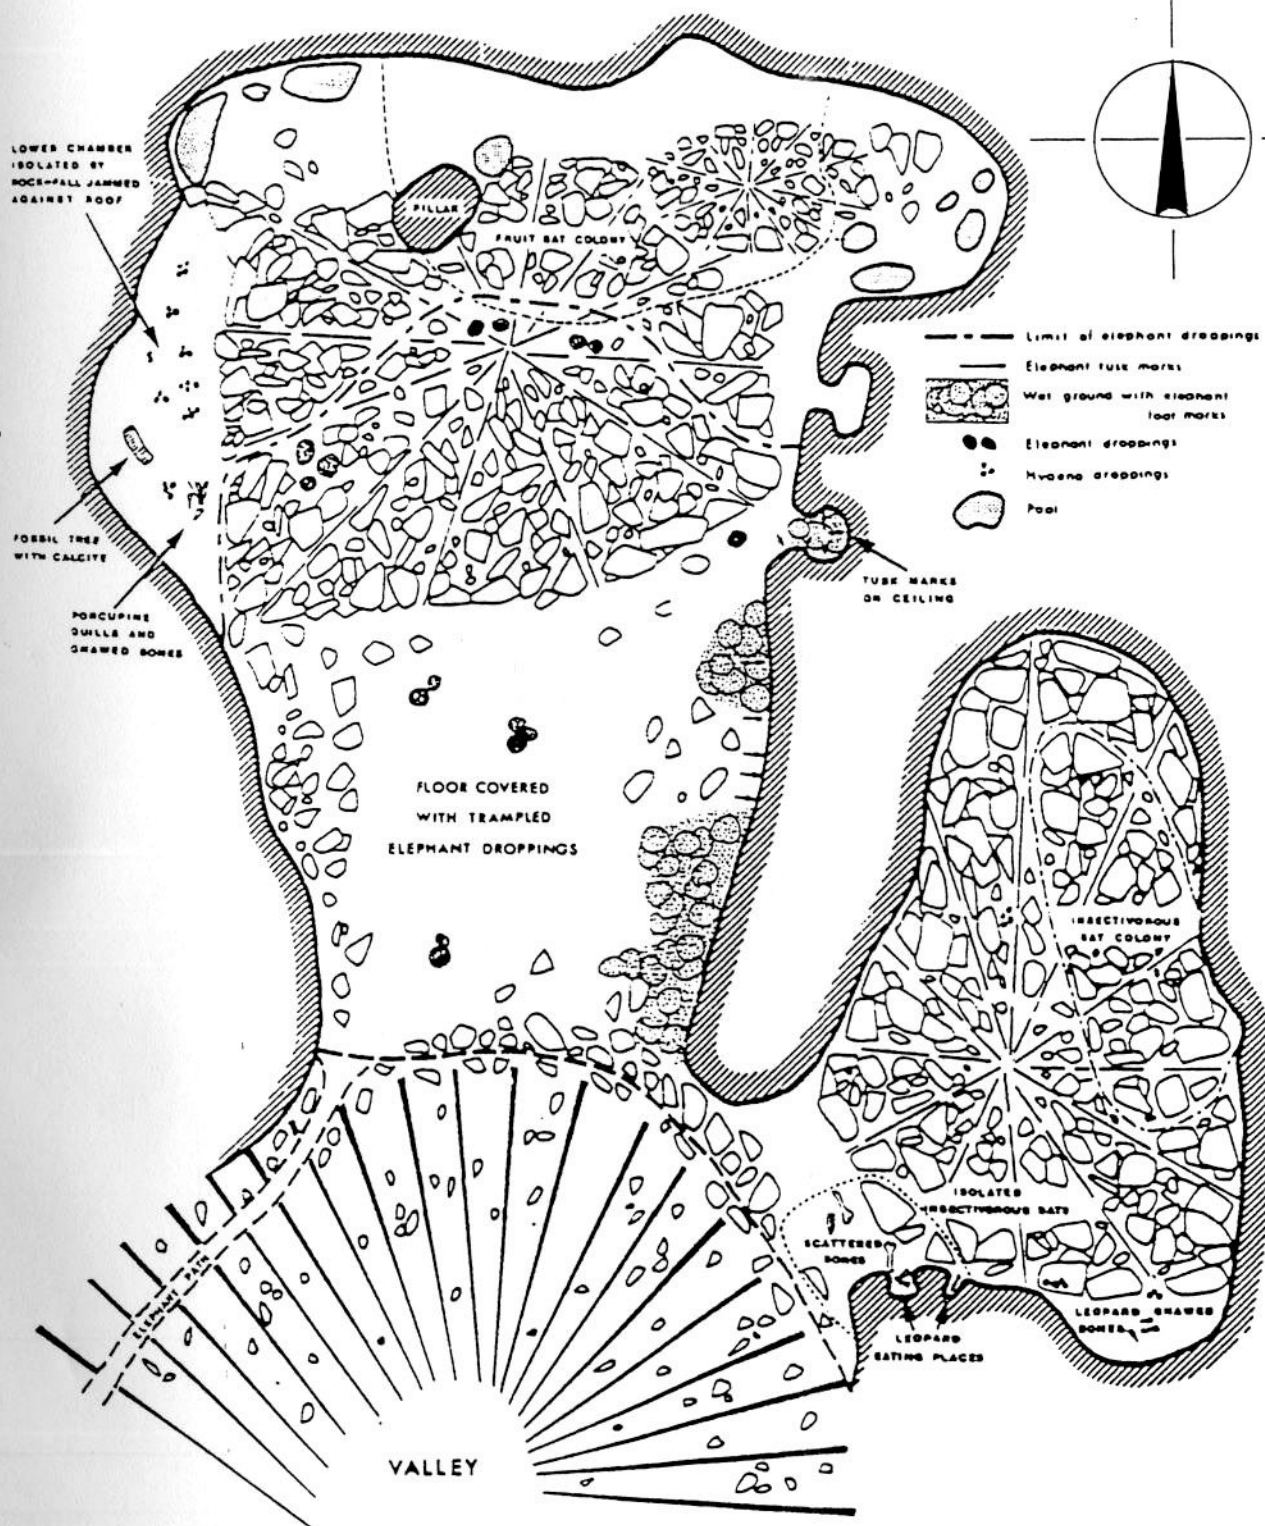 LOWER CHAMBER
ISOLATED BY
ROCK-FALL JAMMED
AGAINST ROOF
PILLAR
FRUIT BAT COLONY
Limit of elephant droppings
Elephant tusk marks
Wet ground with elephant
foot marks
Elephant droppings
Hyaena droppings
Pool
FOSSIL TREE
WITH CALCITE
PORCUPINE
QUILLS AND
GNAWED BONES
TUSK MARKS
ON CEILING
FLOOR COVERED
WITH TRAMPLED
ELEPHANT DROPPINGS
INSECTIVOROUS
BAT COLONY
ISOLATED
INSECTIVOROUS BATS
SCATTERED
BONES
LEOPARD
EATING PLACES
LEOPARD GNAWED
BONES
ELEPHANT PATH
VALLEY